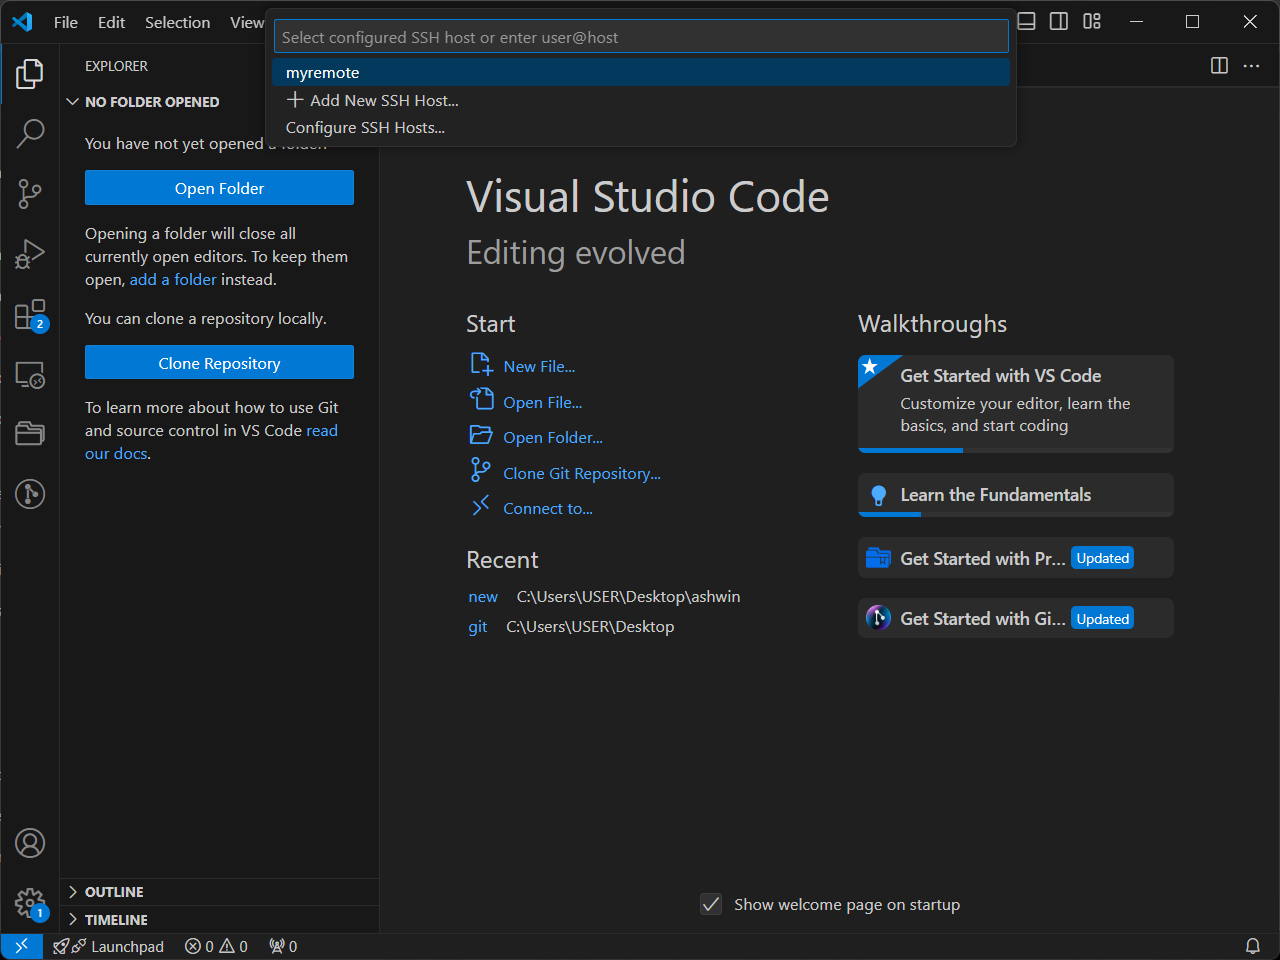 File Edit Selection View
Select configured SSH host or enter user@host
myremote
Add New SSH Host...
Configure SSH Hosts...
EXPLORER
NO FOLDER OPENED
You have not yet opened a folder.
Open Folder
Opening a folder will close all
currently open editors. To keep them
open, add a folder instead.
You can clone a repository locally.
Clone Repository
To learn more about how to use Git
and source control in VS Code read
our docs.
2
Visual Studio Code
Editing evolved
Start
New File...
Open File...
Open Folder...
Clone Git Repository...
Connect to...
Recent
new C:\Users\USER\Desktop\ashwin
git C:\Users\USER\Desktop
Walkthroughs
Get Started with VS Code
Customize your editor, learn the
basics, and start coding
Learn the Fundamentals
Get Started with Pr... Updated
Get Started with Gi... Updated
OUTLINE
TIMELINE
1
Show welcome page on startup
Launchpad 0 0 0